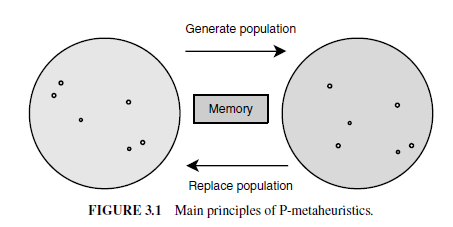 Generate population
Memory
Replace population
FIGURE 3.1 Main principles of P-metaheuristics.